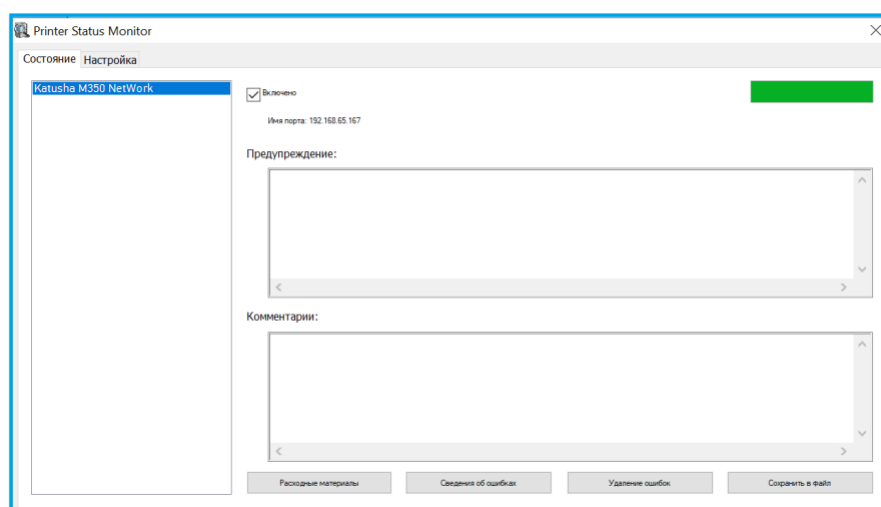 Printer Status Monitor
Состояние Настройка
Katusha M350 NetWork
Включено
Имя порта: 192.168.65.167
Предупреждение:
Комментарии:
Расходные материалы
Сведения об ошибках
Удаление ошибок
Сохранить в файл